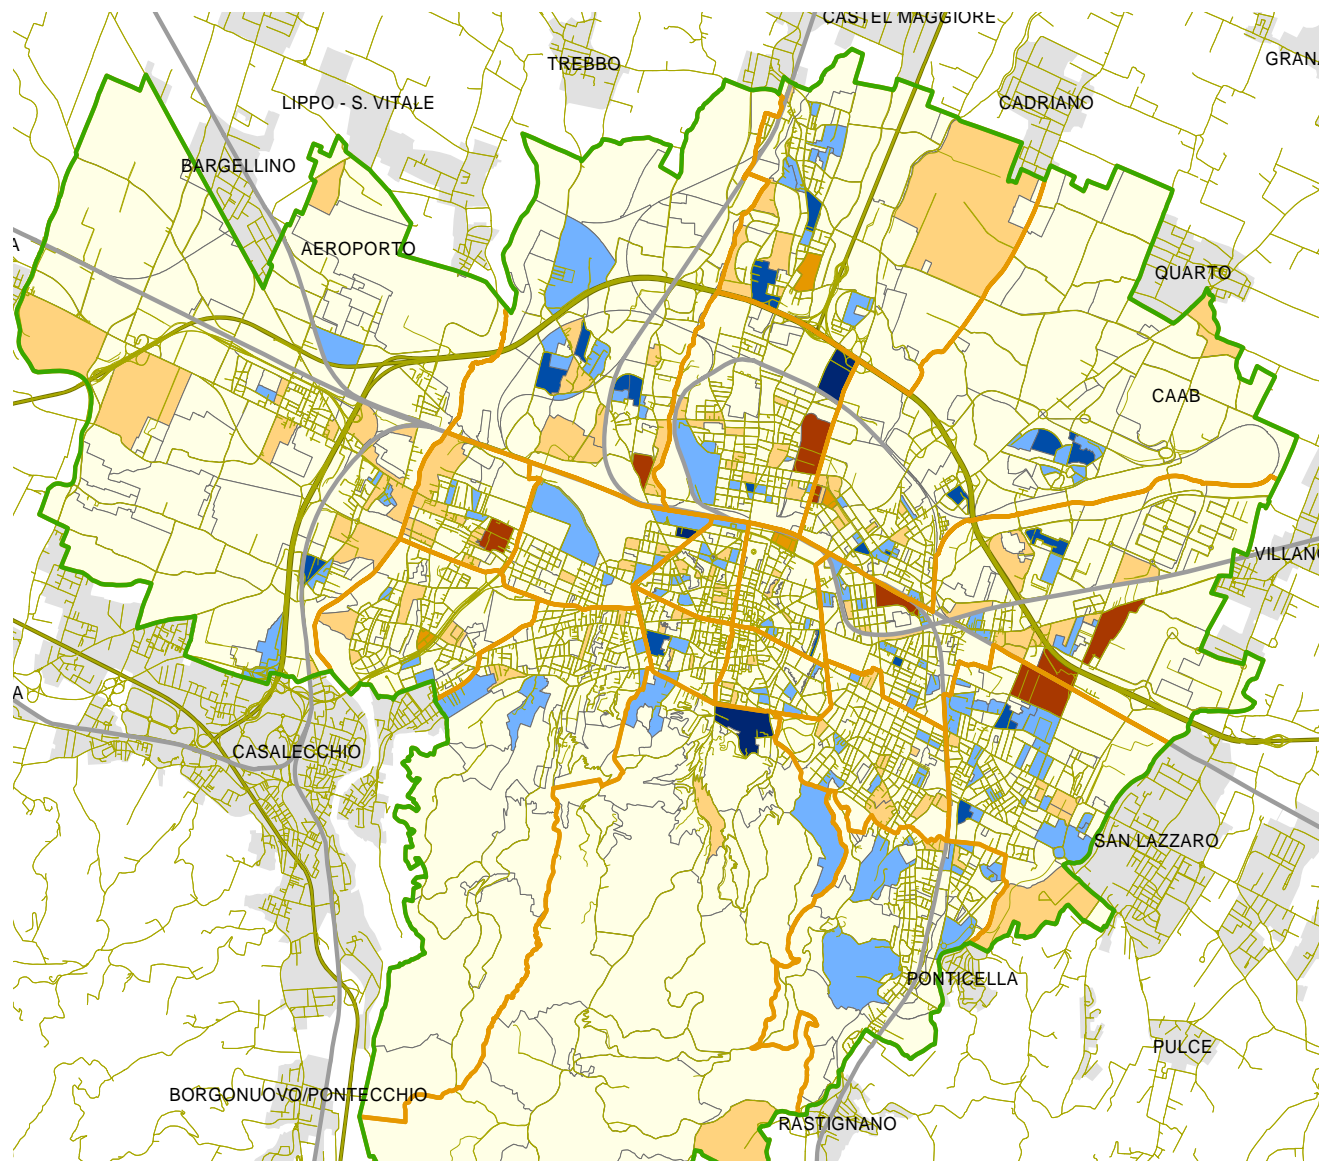 CASTEL MAGGIORE
GRAN
TREBBO
LIPPO - S. VITALE
CADRIANO
BARGELLINO
A
AEROPORTO
QUARTO
CAAB
VILLANO
A
CASALECCHIO
SAN LAZZARO
PONTICELLA
PULCE
BORGONUOVO/PONTECCHIO
RASTIGNANO